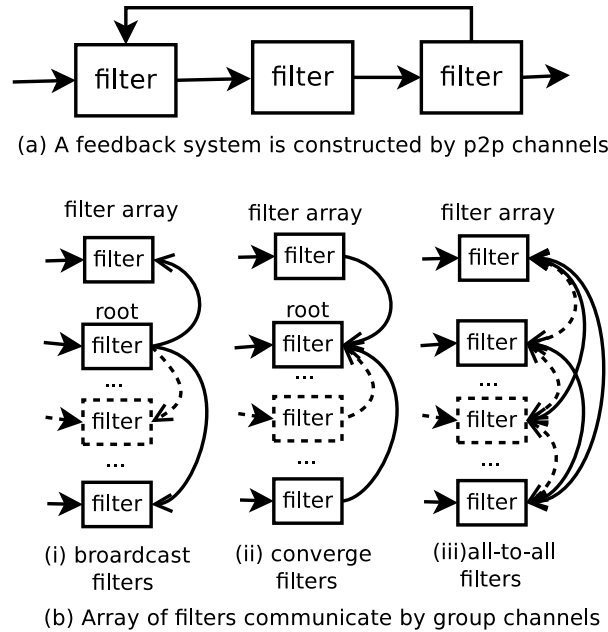 filter
filter
filter
(a) A feedback system is constructed by p2p channels
filter array
filter array
filter array
filter
filter
filter
root
root
filter
filter
filter
...
...
...
filter
filter
filter
...
...
...
filter
filter
filter
(i) broardcast
filters
(ii) converge
filters
(iii)all-to-all
filters
(b) Array of filters communicate by group channels